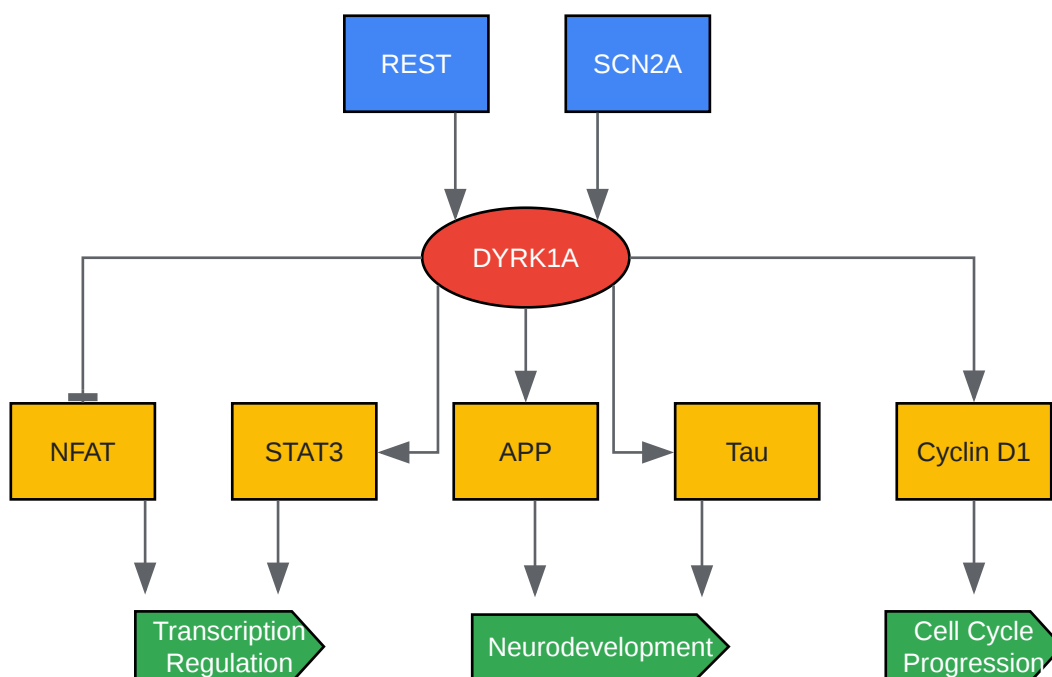 REST
SCN2A
DYRK1A
NFAT
STAT3
APP
Tau
Cyclin D1
Transcription
Regulation
Neurodevelopment
Cell Cycle
Progression